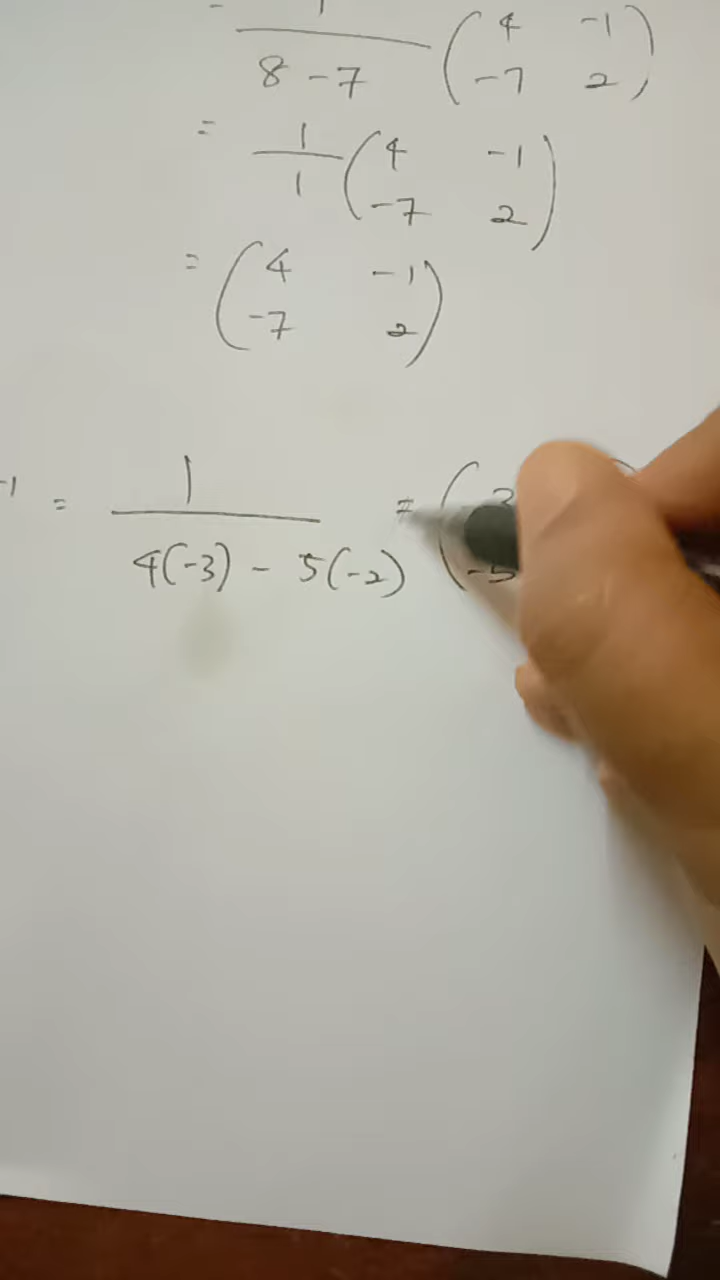 = 1
8 - 7 ( 4 -1
-7 2 )
= 1
1 ( 4 -1
-7 2 )
= ( 4 -1
-7 2 )
-1 = 1
4(-3) - 5(-2) = (
-5